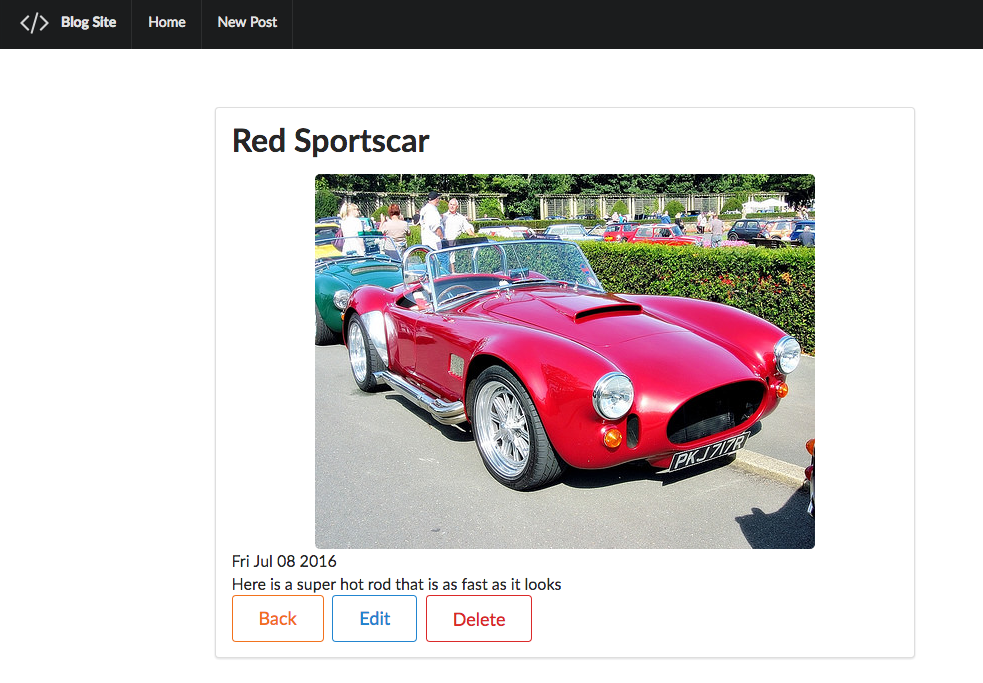 </> Blog Site Home New Post
Red Sportscar
PKJ 717R
Fri Jul 08 2016
Here is a super hot rod that is as fast as it looks
Back Edit Delete